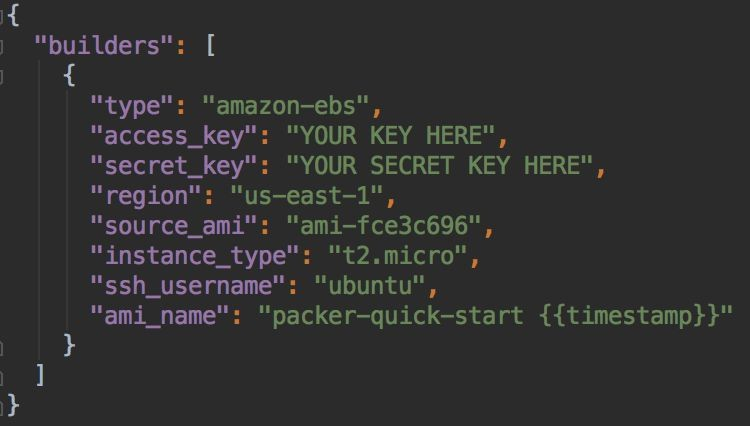 {
  "builders": [
    {
      "type": "amazon-ebs",
      "access_key": "YOUR KEY HERE",
      "secret_key": "YOUR SECRET KEY HERE",
      "region": "us-east-1",
      "source_ami": "ami-fce3c696",
      "instance_type": "t2.micro",
      "ssh_username": "ubuntu",
      "ami_name": "packer-quick-start {{timestamp}}"
    }
  ]
}